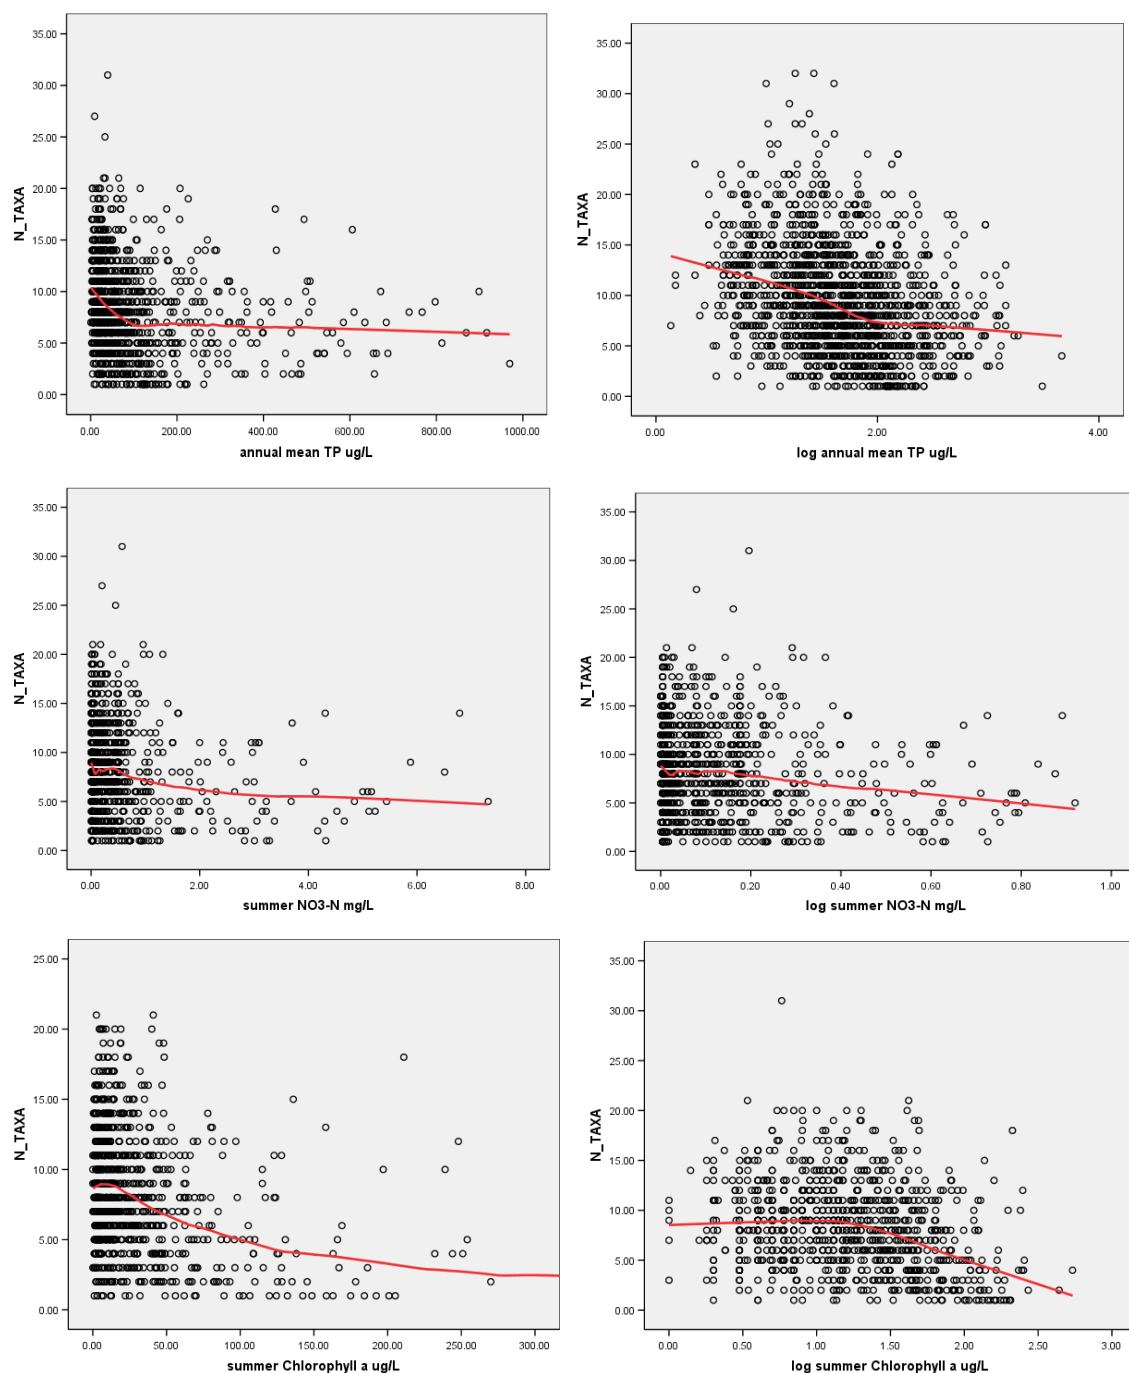 35.00
30.00
25.00
20.00
15.00
10.00
5.00
0.00
N_TAXA
0.00 200.00 400.00 600.00 800.00 1000.00
annual mean TP ug/L
35.00
30.00
25.00
20.00
15.00
10.00
5.00
0.00
N_TAXA
0.00 2.00 4.00
log annual mean TP ug/L
35.00
30.00
25.00
20.00
15.00
10.00
5.00
0.00
N_TAXA
0.00 2.00 4.00 6.00 8.00
summer NO3-N mg/L
35.00
30.00
25.00
20.00
15.00
10.00
5.00
0.00
N_TAXA
0.00 0.20 0.40 0.60 0.80 1.00
log summer NO3-N mg/L
25.00
20.00
15.00
10.00
5.00
0.00
N_TAXA
0.00 50.00 100.00 150.00 200.00 250.00 300.00
summer Chlorophyll a ug/L
35.00
30.00
25.00
20.00
15.00
10.00
5.00
0.00
N_TAXA
0.00 0.50 1.00 1.50 2.00 2.50 3.00
log summer Chlorophyll a ug/L